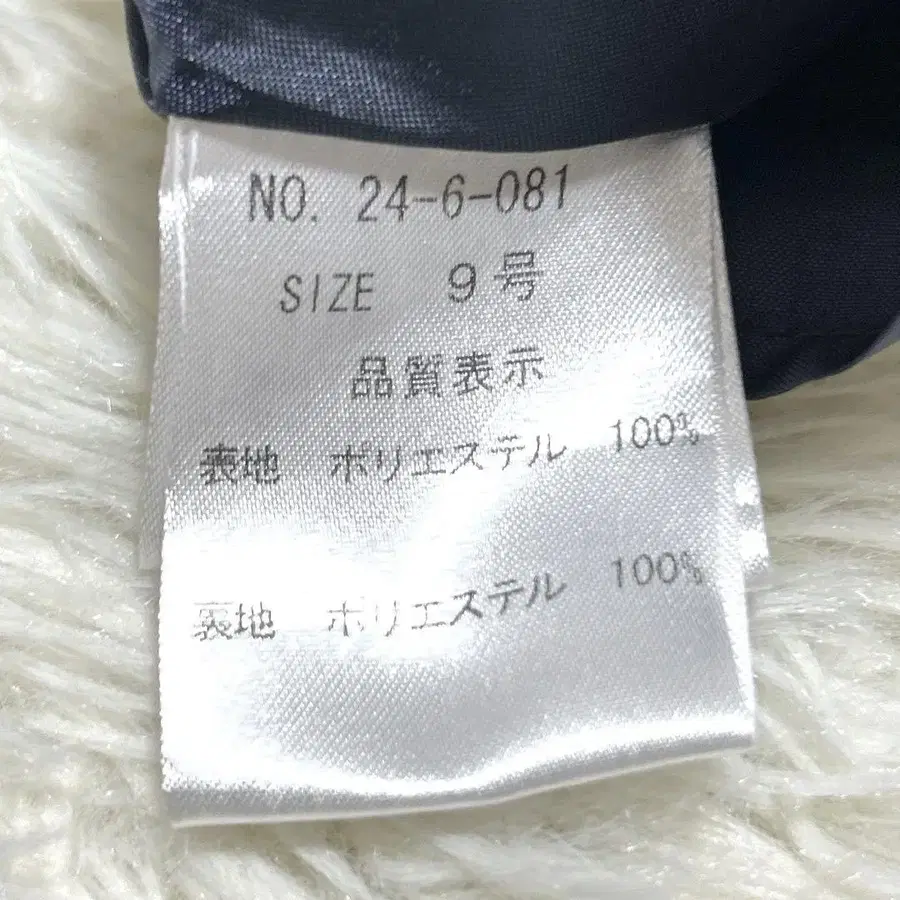 NO. 24-6-081
SIZE 9号
品質表示
表地 ポリエステル 100%
裏地 ポリエステル 100%